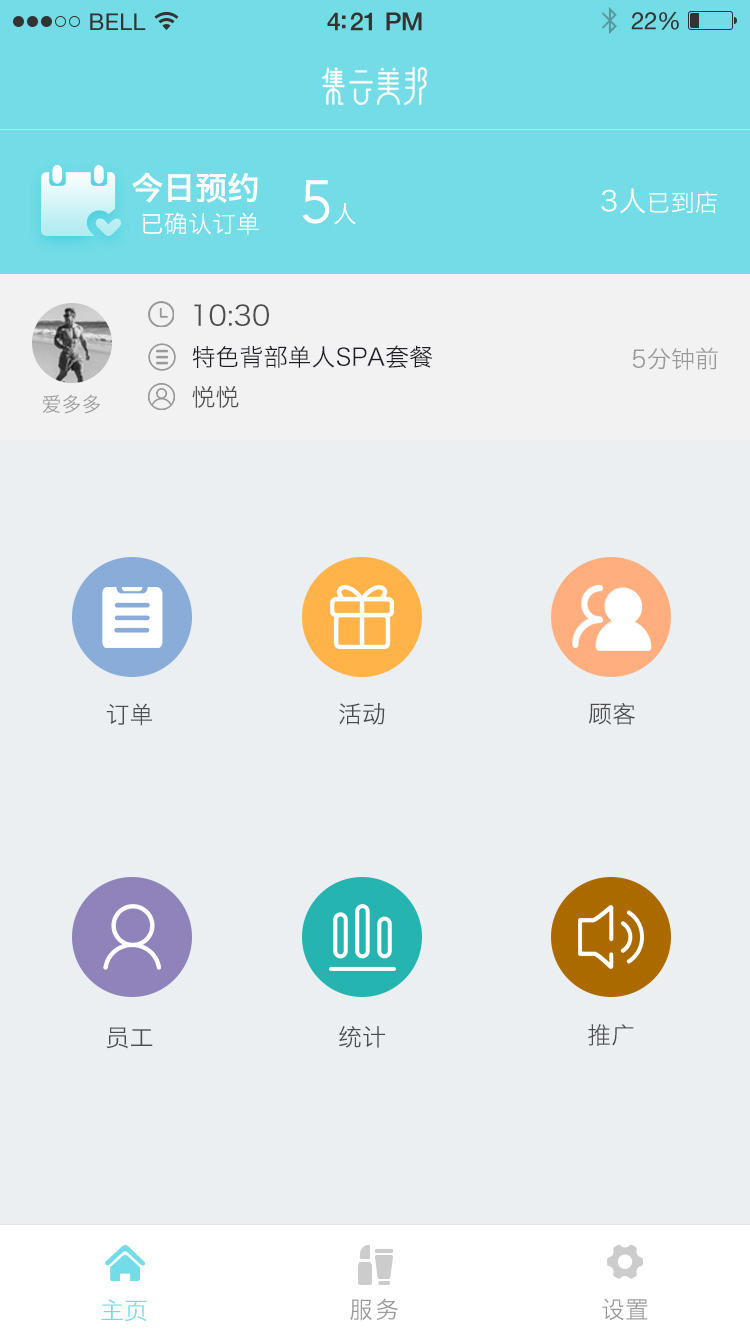 BELL 4:21 PM 22%
集云美邦
今日预约
已确认订单
5人
3人已到店
10:30
特色背部单人SPA套餐
5分钟前
悦悦
爱多多
订单 活动 顾客
员工 统计 推广
主页 服务 设置